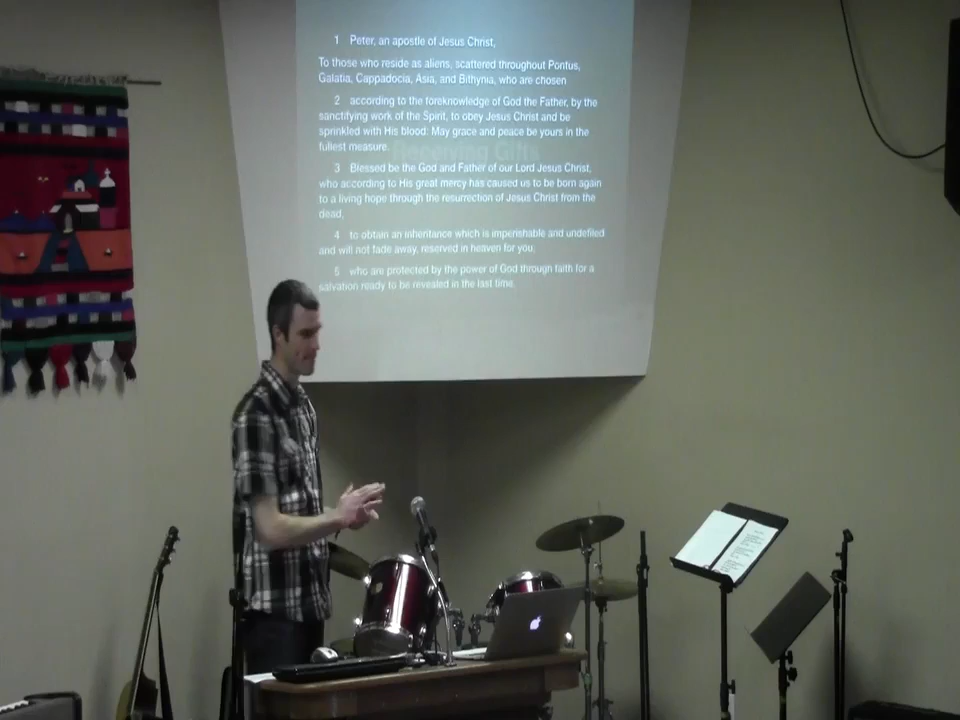 1 Peter, an apostle of Jesus Christ,
To those who reside as aliens, scattered throughout Pontus,
Galatia, Cappadocia, Asia, and Bithynia, who are chosen
2 according to the foreknowledge of God the Father, by the
sanctifying work of the Spirit, to obey Jesus Christ and be
sprinkled with His blood: May grace and peace be yours in the
fullest measure.
Receiving Gifts
3 Blessed be the God and Father of our Lord Jesus Christ,
who according to His great mercy has caused us to be born again
to a living hope through the resurrection of Jesus Christ from the
dead,
4 to obtain an inheritance which is imperishable and undefiled
and will not fade away, reserved in heaven for you,
5 who are protected by the power of God through faith for a
salvation ready to be revealed in the last time.